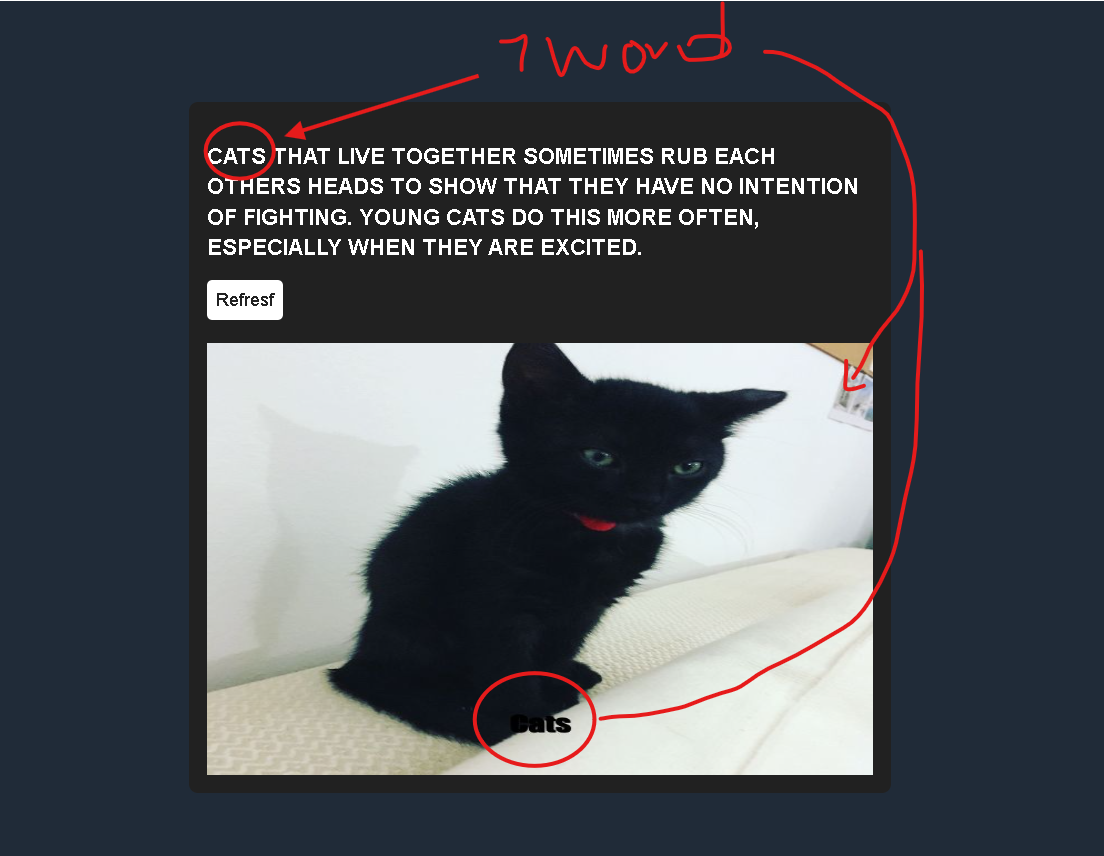 1 word
CATS THAT LIVE TOGETHER SOMETIMES RUB EACH
OTHERS HEADS TO SHOW THAT THEY HAVE NO INTENTION
OF FIGHTING. YOUNG CATS DO THIS MORE OFTEN,
ESPECIALLY WHEN THEY ARE EXCITED.
Refresf
Cats